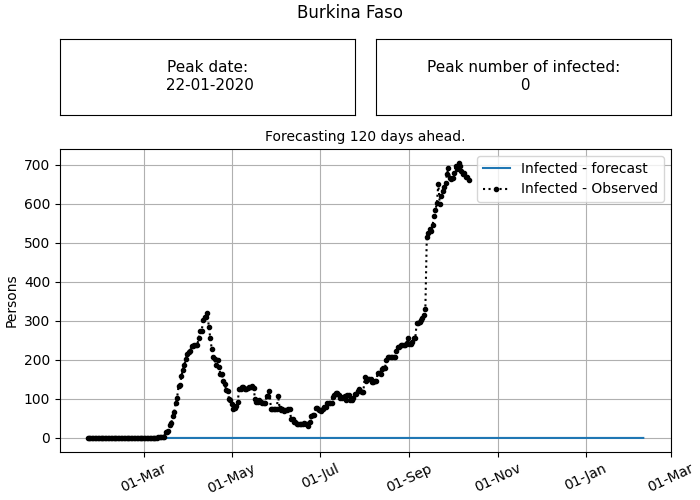 Burkina Faso
Peak date:
22-01-2020
Peak number of infected:
0
Forecasting 120 days ahead.
Infected - forecast
Infected - Observed
Persons
700
600
500
400
300
200
100
0
01-Mar
01-May
01-Jul
01-Sep
01-Nov
01-Jan
01-Mar